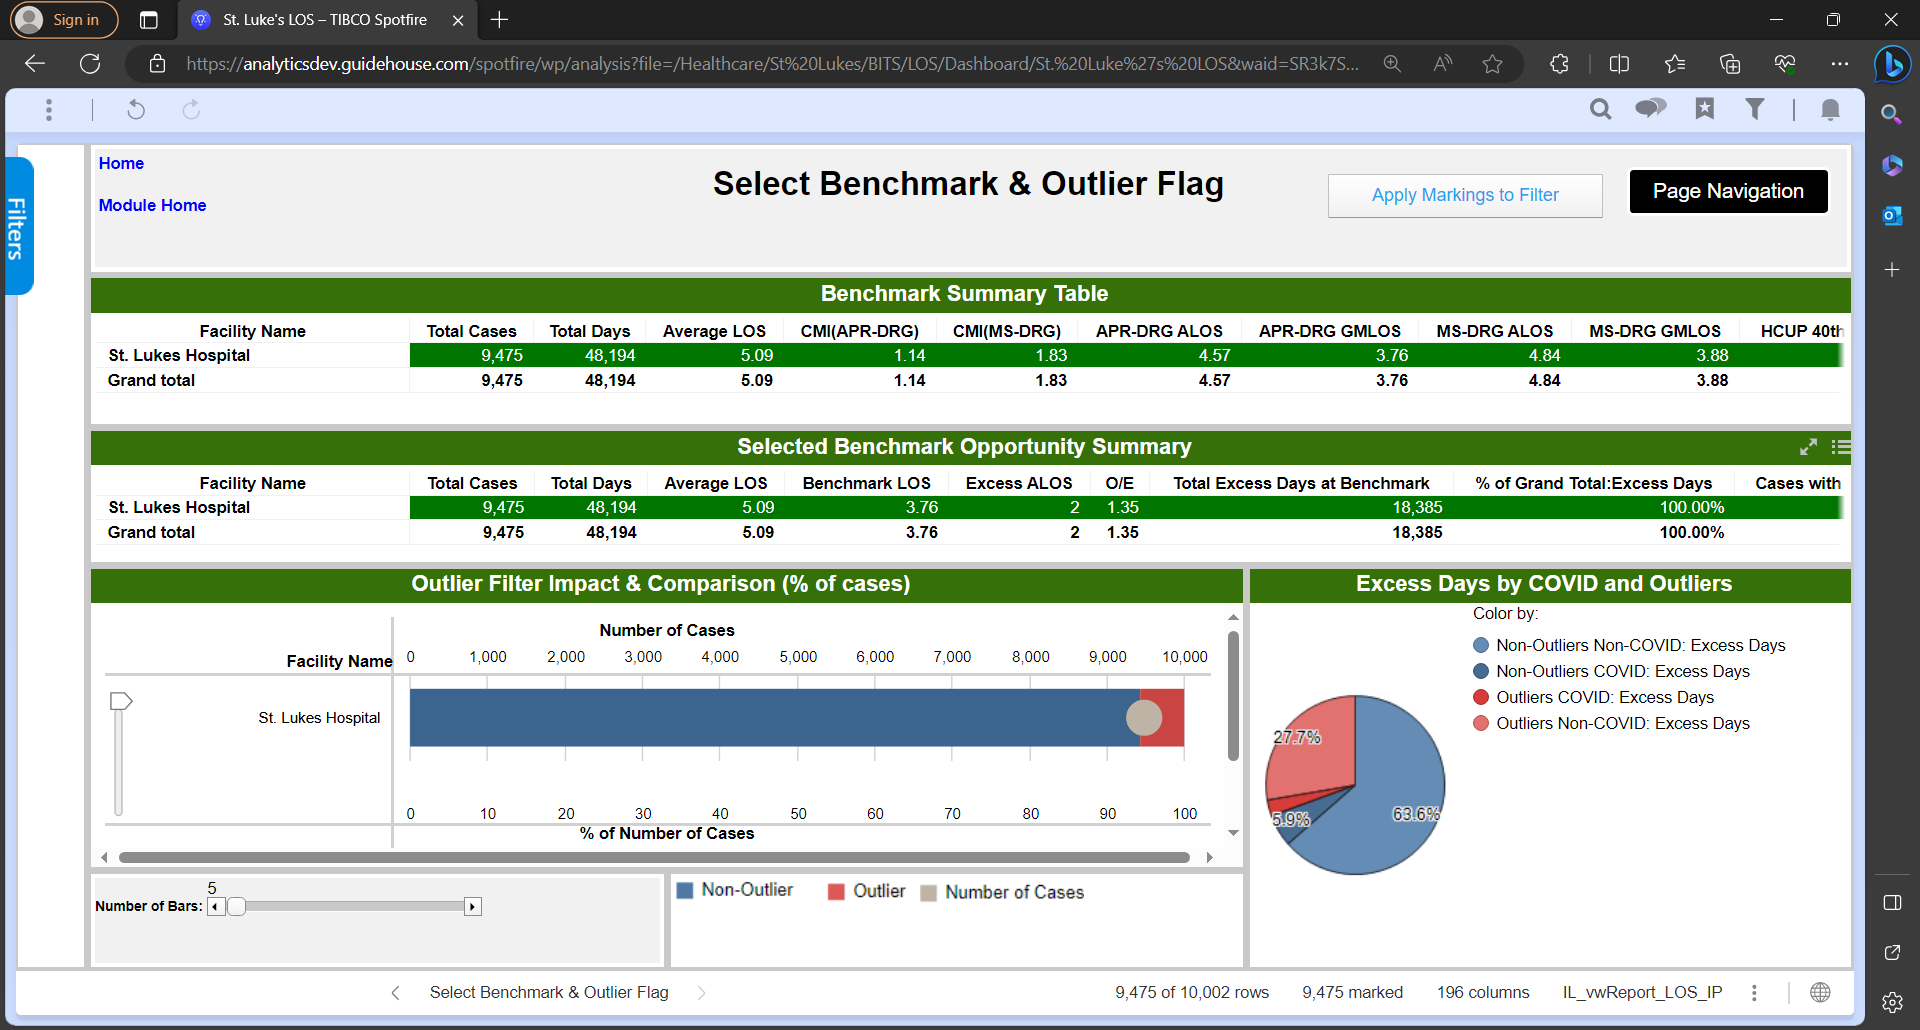 Sign in
St. Luke's LOS – TIBCO Spotfire
https://analyticsdev.guidehouse.com/spotfire/wp/analysis?file=/Healthcare/St%20Lukes/BITS/LOS/Dashboard/St.%20Luke%27s%20LOS&waid=SR3k7S...
Filters
Home
Module Home
Select Benchmark & Outlier Flag
Apply Markings to Filter
Page Navigation
Benchmark Summary Table
Facility Name Total Cases Total Days Average LOS CMI(APR-DRG) CMI(MS-DRG) APR-DRG ALOS APR-DRG GMLOS MS-DRG ALOS MS-DRG GMLOS HCUP 40th
St. Lukes Hospital 9,475 48,194 5.09 1.14 1.83 4.57 3.76 4.84 3.88
Grand total 9,475 48,194 5.09 1.14 1.83 4.57 3.76 4.84 3.88
Selected Benchmark Opportunity Summary
Facility Name Total Cases Total Days Average LOS Benchmark LOS Excess ALOS O/E Total Excess Days at Benchmark % of Grand Total:Excess Days Cases with
St. Lukes Hospital 9,475 48,194 5.09 3.76 2 1.35 18,385 100.00%
Grand total 9,475 48,194 5.09 3.76 2 1.35 18,385 100.00%
Outlier Filter Impact & Comparison (% of cases)
Number of Cases
Facility Name 0 1,000 2,000 3,000 4,000 5,000 6,000 7,000 8,000 9,000 10,000
St. Lukes Hospital
0 10 20 30 40 50 60 70 80 90 100
% of Number of Cases
Excess Days by COVID and Outliers
Color by:
Non-Outliers Non-COVID: Excess Days
Non-Outliers COVID: Excess Days
Outliers COVID: Excess Days
Outliers Non-COVID: Excess Days
27.7%
5.9%
63.6%
5
Number of Bars:
Non-Outlier Outlier Number of Cases
Select Benchmark & Outlier Flag
9,475 of 10,002 rows 9,475 marked 196 columns IL_vwReport_LOS_IP